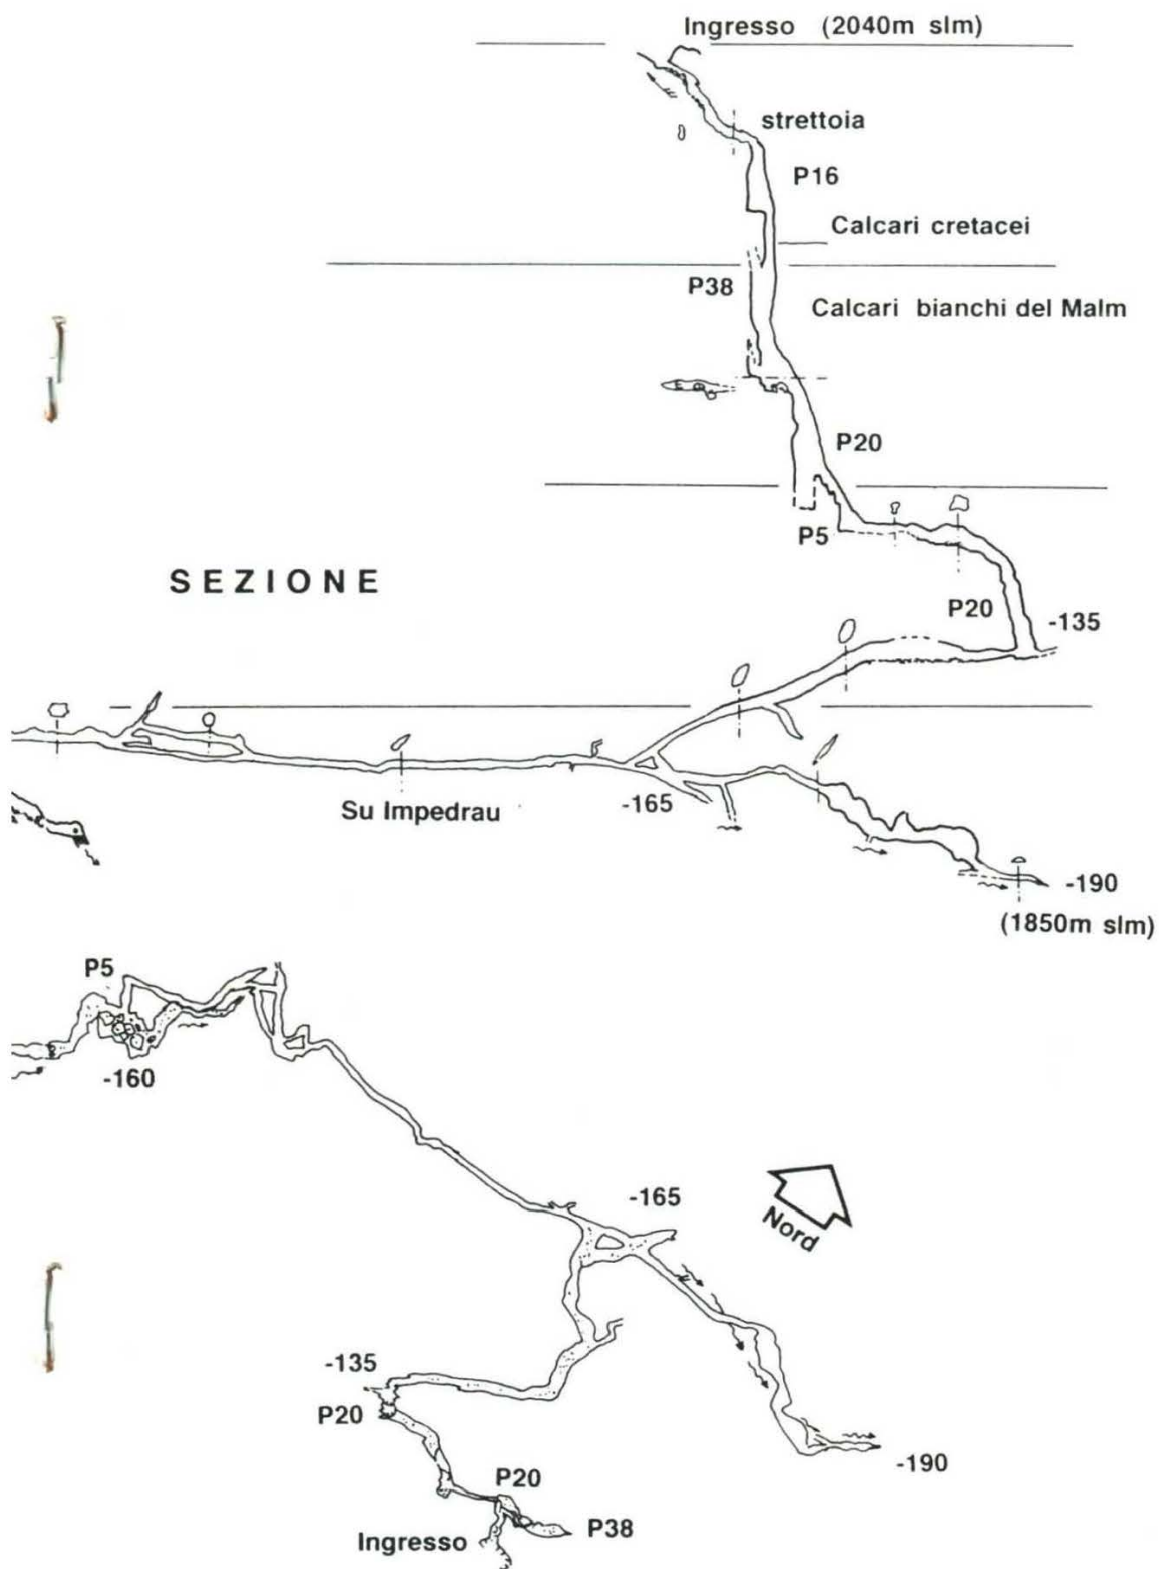 Ingresso (2040m slm)
strettoia
P16
Calcari cretacei
P38
Calcari bianchi del Malm
P20
P5
SEZIONE
P20
-135
Su Impedrau
-165
-190
(1850m slm)
P5
-160
-165
Nord
-135
P20
-190
P20
P38
Ingresso